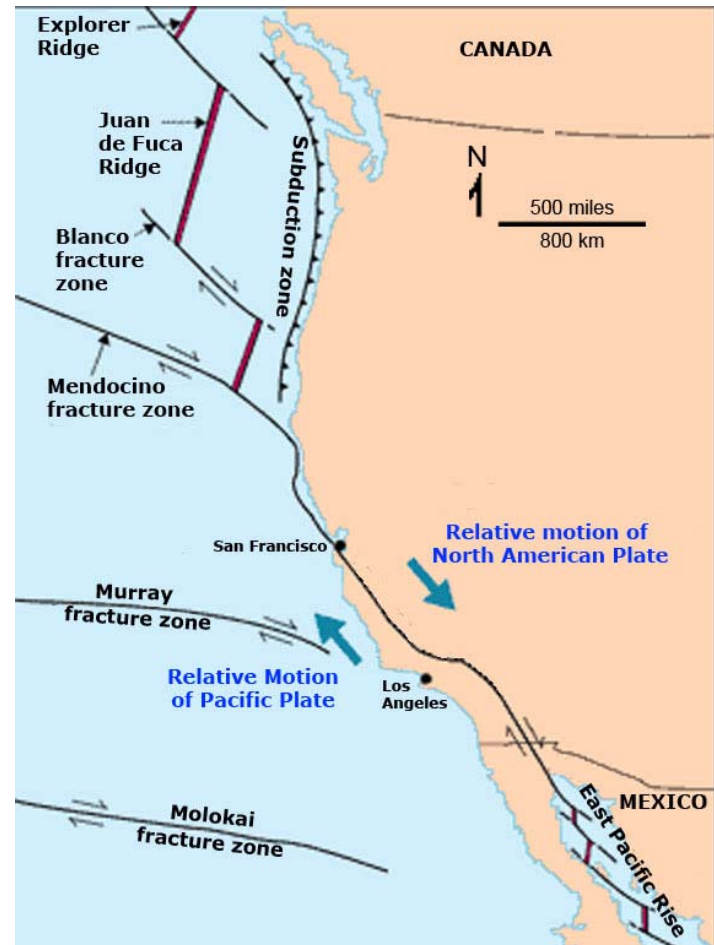 Explorer
Ridge
CANADA
Juan
de Fuca
Ridge
Subduction zone
N
500 miles
800 km
Blanco
fracture
zone
Mendocino
fracture zone
San Francisco
Relative motion of
North American Plate
Murray
fracture zone
Relative Motion
of Pacific Plate
Los
Angeles
MEXICO
East Pacific Rise
Molokai
fracture zone